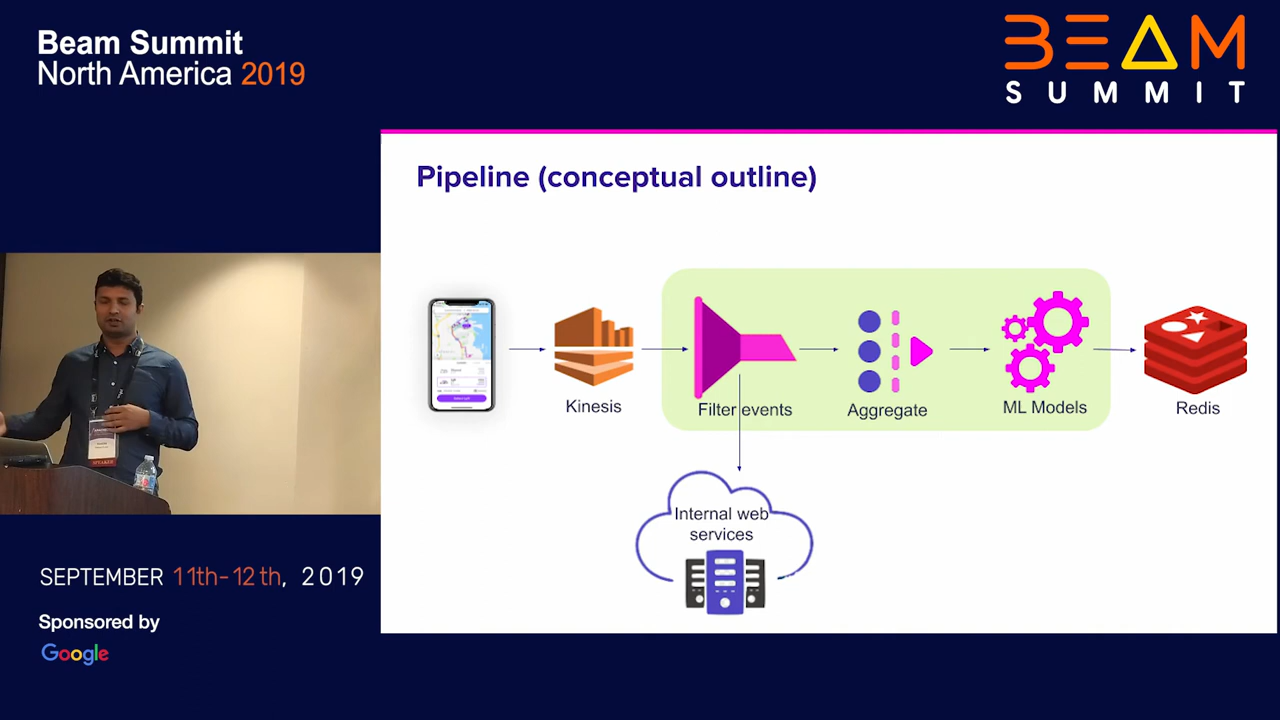 Beam Summit
North America 2019
BEAM
SUMMIT
Pipeline (conceptual outline)
Kinesis
Filter events
Aggregate
ML Models
Redis
Internal web
services
SPEAKER
SEPTEMBER 11th-12th, 2019
Sponsored by
Google